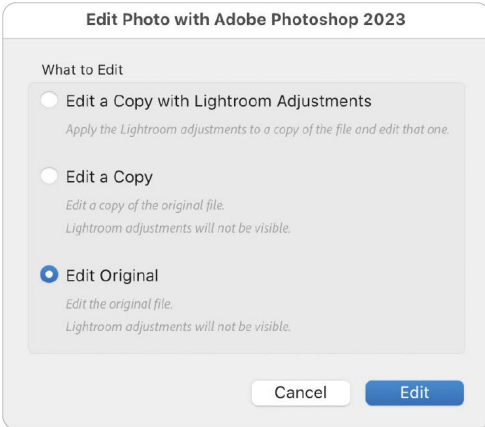 Edit Photo with Adobe Photoshop 2023
What to Edit
Edit a Copy with Lightroom Adjustments
Apply the Lightroom adjustments to a copy of the file and edit that one.
Edit a Copy
Edit a copy of the original file.
Lightroom adjustments will not be visible.
Edit Original
Edit the original file.
Lightroom adjustments will not be visible.
Cancel
Edit